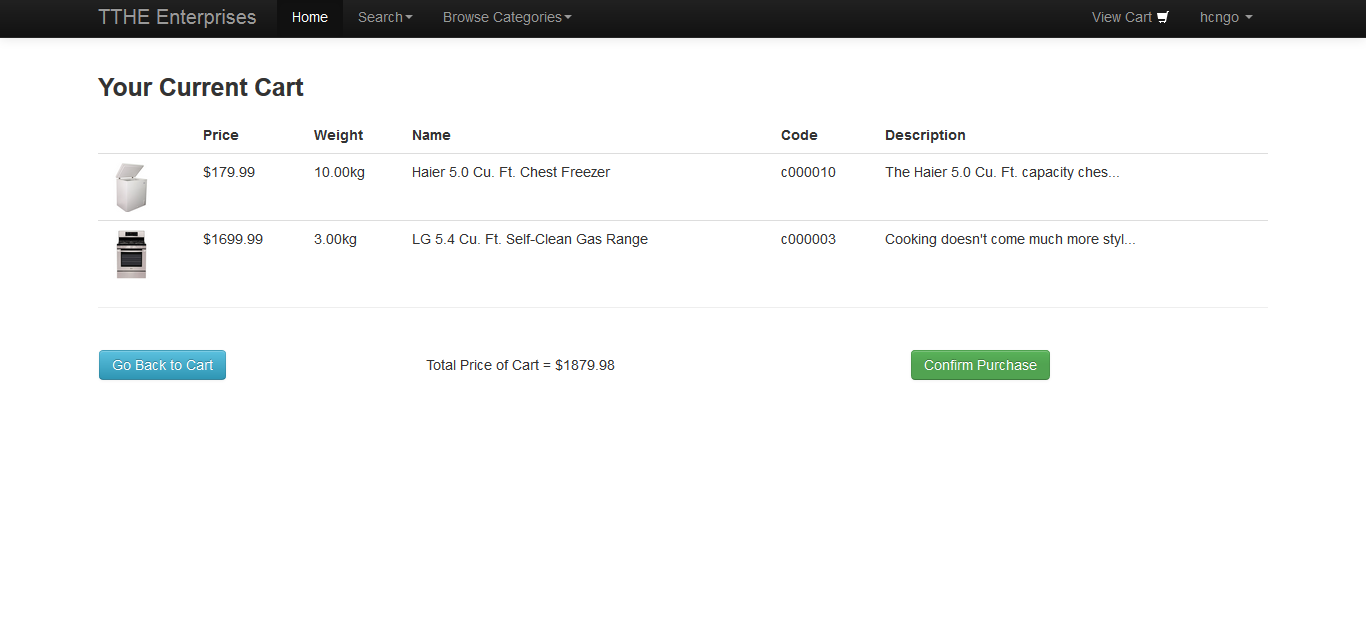 TTHE Enterprises Home Search Browse Categories View Cart hcngo
Your Current Cart
Price Weight Name Code Description
$179.99 10.00kg Haier 5.0 Cu. Ft. Chest Freezer c000010 The Haier 5.0 Cu. Ft. capacity ches...
$1699.99 3.00kg LG 5.4 Cu. Ft. Self-Clean Gas Range c000003 Cooking doesn't come much more styl...
Go Back to Cart Total Price of Cart = $1879.98 Confirm Purchase